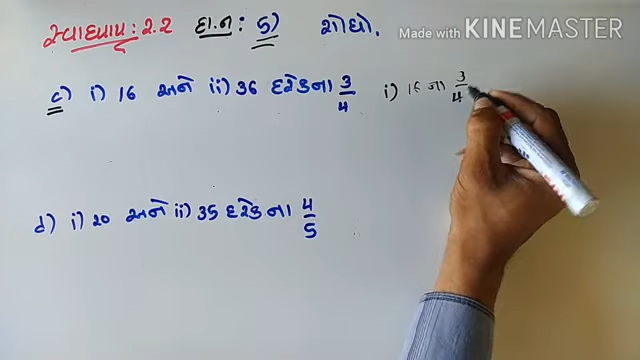 Made with KINEMASTER
સ્વાધ્યાય: 2.2 દા.ન: 5) શોધો.
c) i) 16 અને ii) 36 દરેકના 3/4 i) 16 ના 3/4
d) i) 20 અને ii) 35 દરેકના 4/5